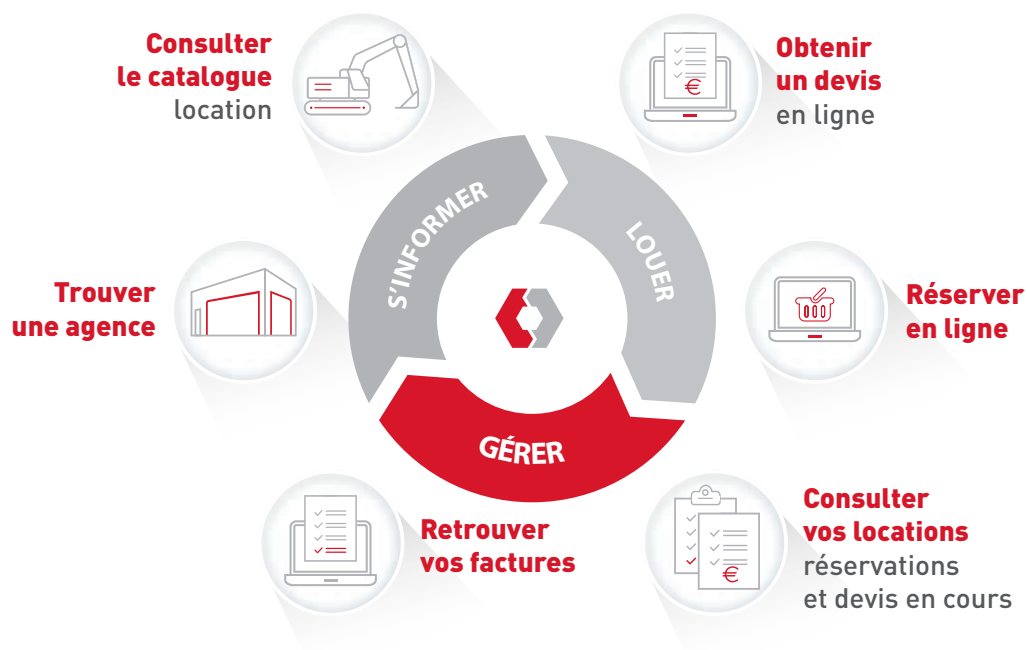 Consulter
le catalogue
location
Obtenir
un devis
en ligne
S'INFORMER
LOUER
Trouver
une agence
Réserver
en ligne
GÉRER
Retrouver
vos factures
Consulter
vos locations
réservations
et devis en cours